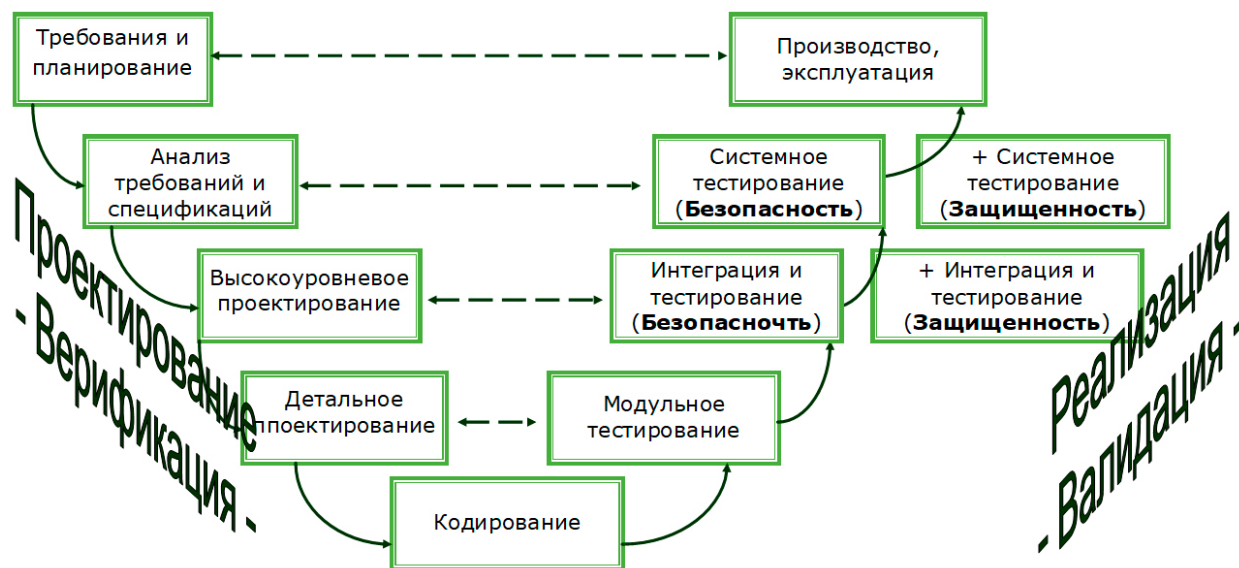 Требования и
планирование
Производство,
эксплуатация
Анализ
требований и
спецификаций
Системное
тестирование
(Безопасность)
+ Системное
тестирование
(Защищенность)
Высокоуровневое
проектирование
Интеграция и
тестирование
(Безопасночть)
+ Интеграция и
тестирование
(Защищенность)
Детальное
проектирование
Модульное
тестирование
Кодирование
Проектирование
- Верификация -
Реализация
- Валидация -